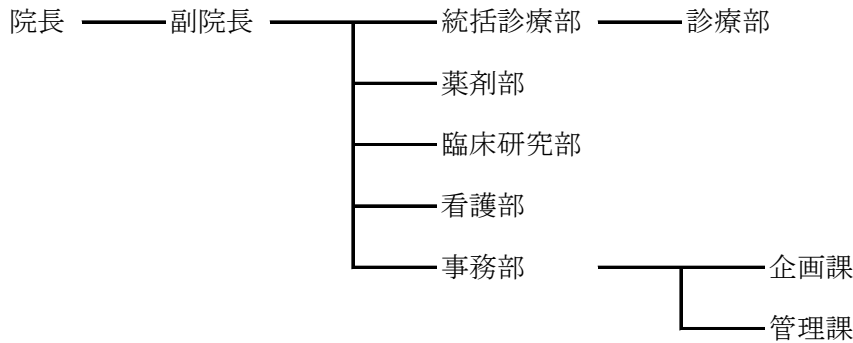 院長 副院長 統括診療部 診療部
薬剤部
臨床研究部
看護部
事務部 企画課
管理課